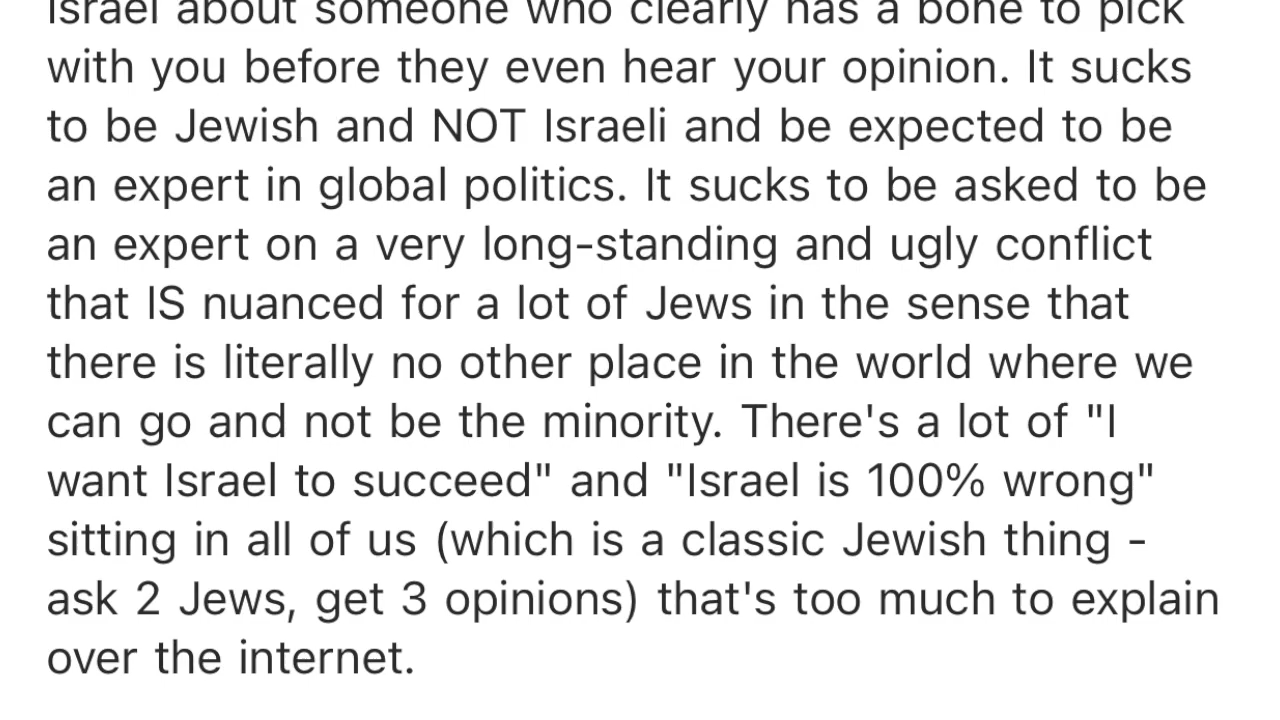 Israel about someone who clearly has a bone to pick
with you before they even hear your opinion. It sucks
to be Jewish and NOT Israeli and be expected to be
an expert in global politics. It sucks to be asked to be
an expert on a very long-standing and ugly conflict
that IS nuanced for a lot of Jews in the sense that
there is literally no other place in the world where we
can go and not be the minority. There's a lot of "I
want Israel to succeed" and "Israel is 100% wrong"
sitting in all of us (which is a classic Jewish thing -
ask 2 Jews, get 3 opinions) that's too much to explain
over the internet.